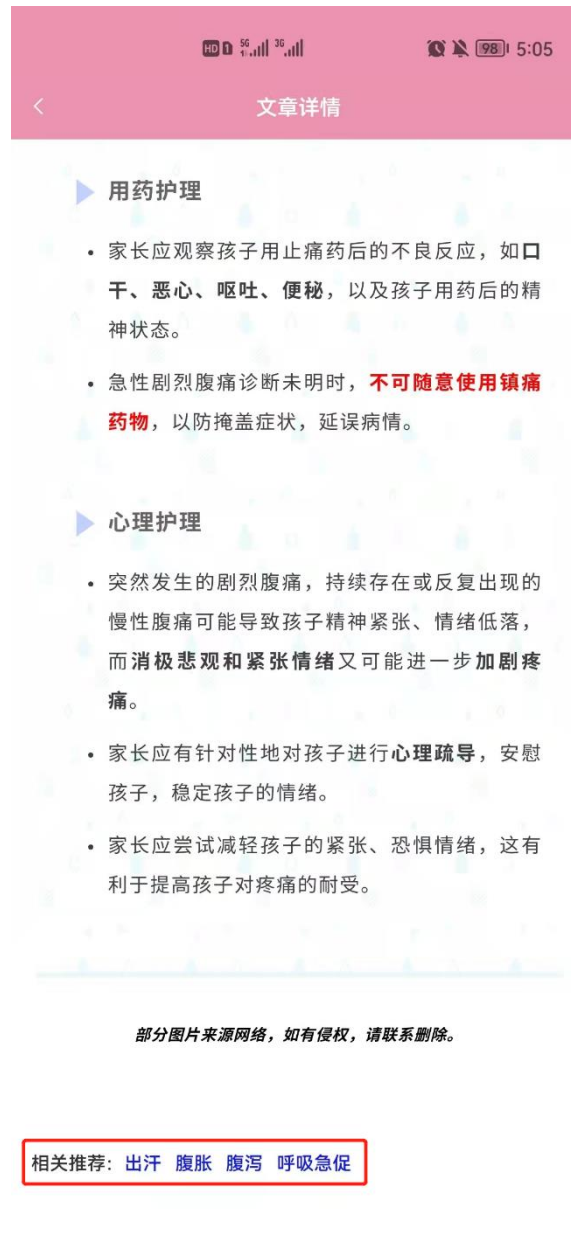 HD 1 5G 3G 98 5:05
文章详情
用药护理
• 家长应观察孩子用止痛药后的不良反应，如口
干、恶心、呕吐、便秘，以及孩子用药后的精
神状态。
• 急性剧烈腹痛诊断未明时，不可随意使用镇痛
药物，以防掩盖症状，延误病情。
心理护理
• 突然发生的剧烈腹痛，持续存在或反复出现的
慢性腹痛可能导致孩子精神紧张、情绪低落，
而消极悲观和紧张情绪又可能进一步加剧疼
痛。
• 家长应有针对性地对孩子进行心理疏导，安慰
孩子，稳定孩子的情绪。
• 家长应尝试减轻孩子的紧张、恐惧情绪，这有
利于提高孩子对疼痛的耐受。
部分图片来源网络，如有侵权，请联系删除。
相关推荐：出汗 腹胀 腹泻 呼吸急促